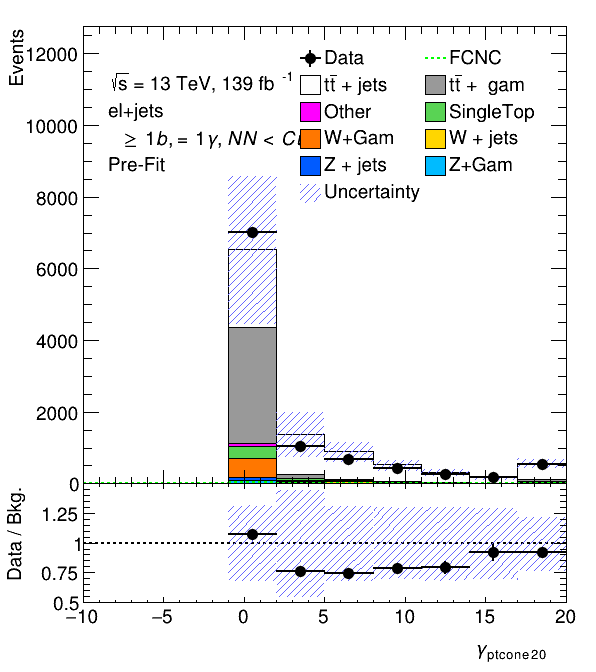 Events
12000
10000
8000
6000
4000
2000
0
√s = 13 TeV, 139 fb⁻¹
el+jets
≥ 1b, = 1γ, NN < C
Pre-Fit
Data
FCNC
tt̄ + jets
tt̄ + gam
Other
SingleTop
W+Gam
W + jets
Z + jets
Z+Gam
Uncertainty
Data / Bkg.
1.25
1
0.75
0.5
−10 −5 0 5 10 15 20
γptcone20